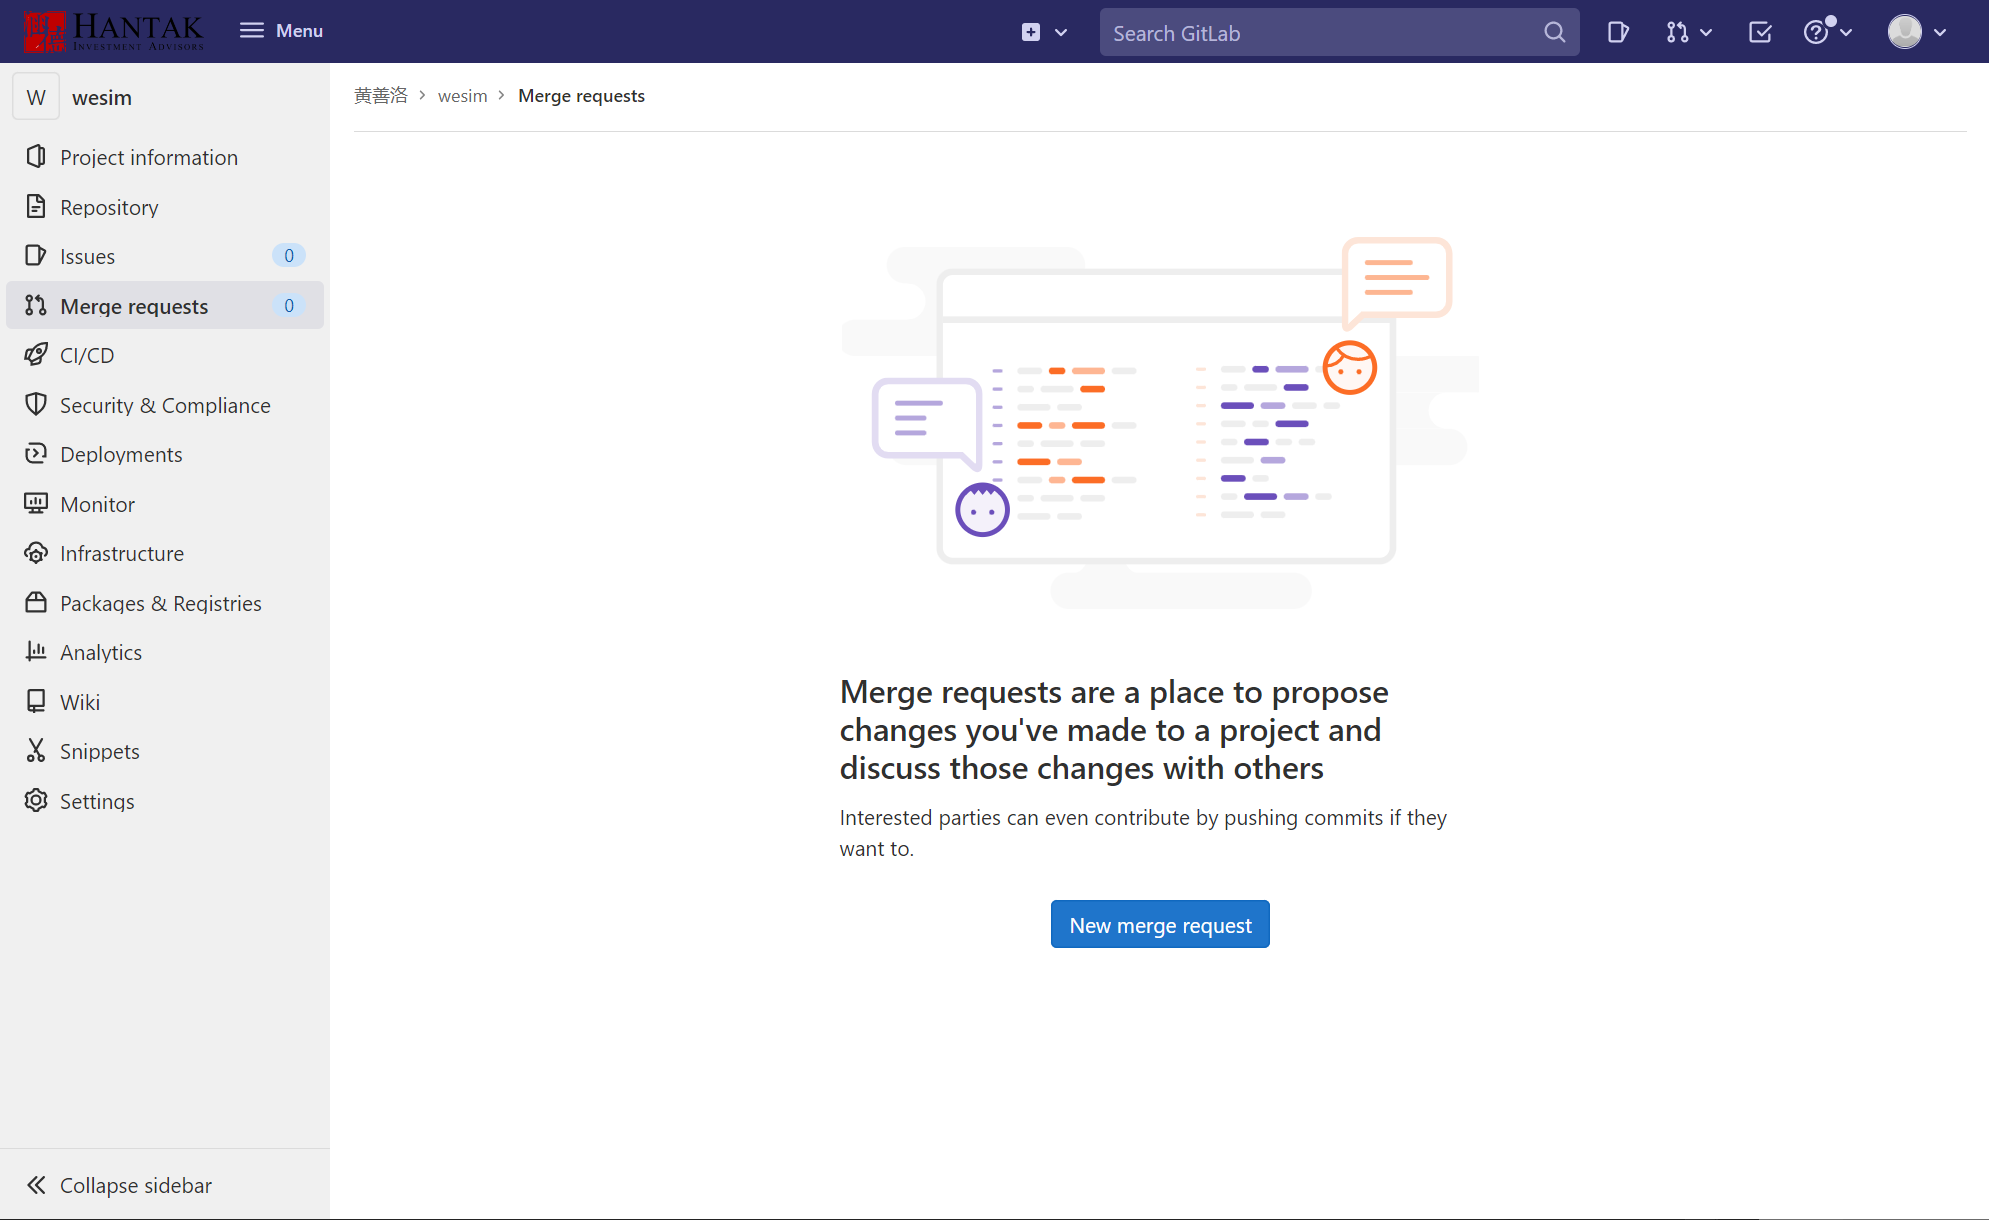 HANTAK
INVESTMENT ADVISORS
Menu
Search GitLab
W
wesim
黄善洛 › wesim › Merge requests
Project information
Repository
Issues 0
Merge requests 0
CI/CD
Security & Compliance
Deployments
Monitor
Infrastructure
Packages & Registries
Analytics
Wiki
Snippets
Settings
Collapse sidebar
Merge requests are a place to propose
changes you've made to a project and
discuss those changes with others
Interested parties can even contribute by pushing commits if they
want to.
New merge request